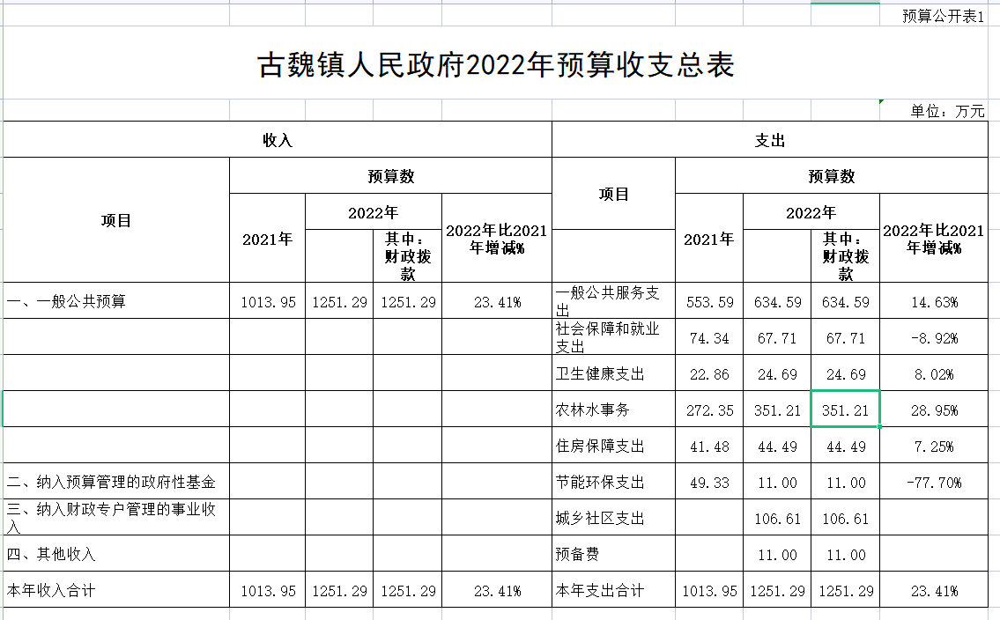 预算公开表1
古魏镇人民政府2022年预算收支总表
单位：万元
收入 支出
项目 预算数 项目 预算数
2021年 2022年 2022年比2021年增减% 2021年 2022年 2022年比2021年增减%
其中：财政拨款 其中：财政拨款
一、一般公共预算 1013.95 1251.29 1251.29 23.41% 一般公共服务支出 553.59 634.59 634.59 14.63%
社会保障和就业支出 74.34 67.71 67.71 -8.92%
卫生健康支出 22.86 24.69 24.69 8.02%
农林水事务 272.35 351.21 351.21 28.95%
住房保障支出 41.48 44.49 44.49 7.25%
二、纳入预算管理的政府性基金 节能环保支出 49.33 11.00 11.00 -77.70%
三、纳入财政专户管理的事业收入 城乡社区支出 106.61 106.61
四、其他收入 预备费 11.00 11.00
本年收入合计 1013.95 1251.29 1251.29 23.41% 本年支出合计 1013.95 1251.29 1251.29 23.41%